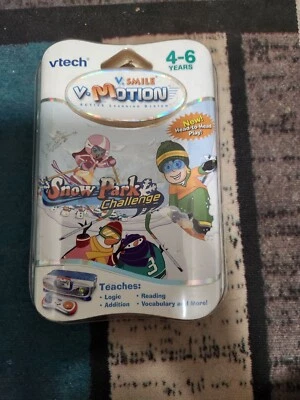 vtech
V.SMILE
V-MOTION
ACTIVE LEARNING SYSTEM
4-6
YEARS
New!
Head-to-Head
Play
Snow Park
Challenge
3
Teaches:
• Logic • Reading
• Addition • Vocabulary and More!